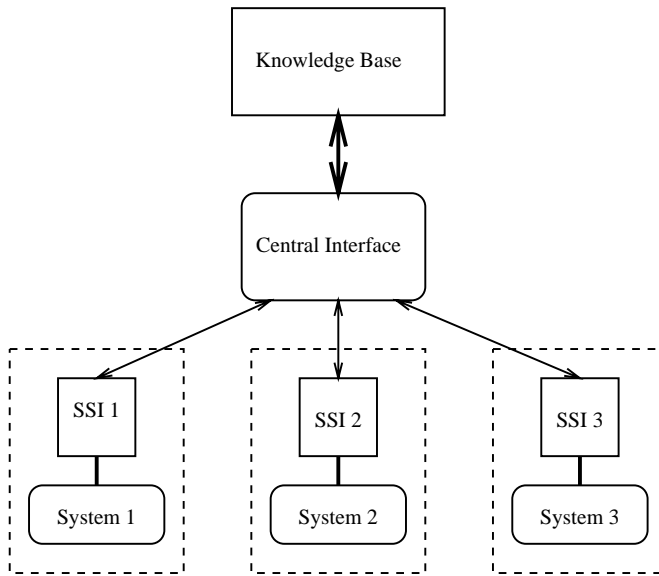 Knowledge Base
Central Interface
SSI 1
SSI 2
SSI 3
System 1
System 2
System 3